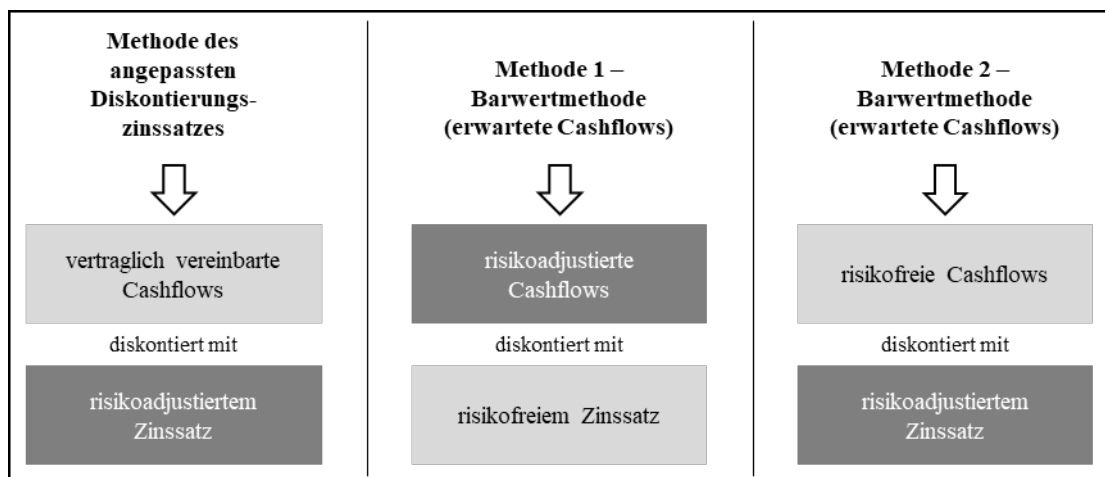 Methode des
angepassten
Diskontierungs-
zinssatzes
vertraglich vereinbarte
Cashflows
diskontiert mit
risikoadjustiertem
Zinssatz
Methode 1 –
Barwertmethode
(erwartete Cashflows)
risikoadjustierte
Cashflows
diskontiert mit
risikofreiem Zinssatz
Methode 2 –
Barwertmethode
(erwartete Cashflows)
risikofreie Cashflows
diskontiert mit
risikoadjustiertem
Zinssatz